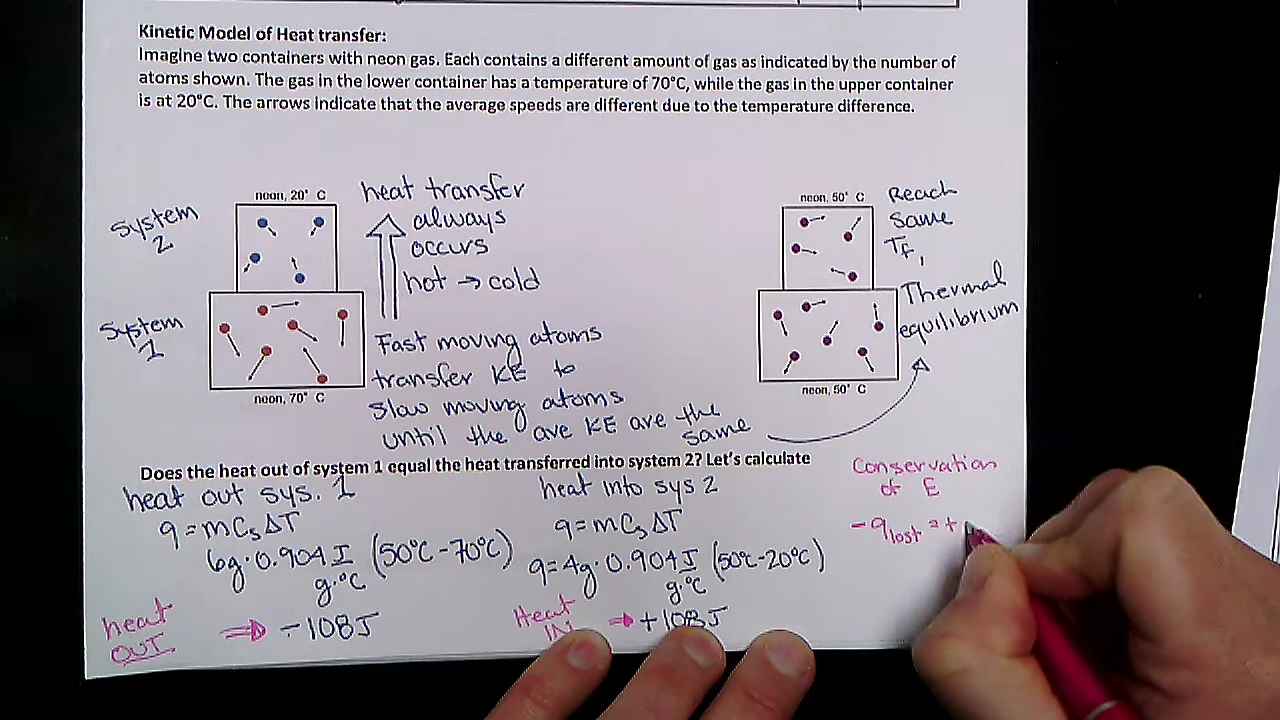 Kinetic Model of Heat transfer:
Imagine two containers with neon gas. Each contains a different amount of gas as indicated by the number of
atoms shown. The gas in the lower container has a temperature of 70°C, while the gas in the upper container
is at 20°C. The arrows indicate that the average speeds are different due to the temperature difference.
neon, 20° C
System
2
System
1
neon, 70° C
heat transfer
always
occurs
hot → cold
Fast moving atoms
transfer KE to
slow moving atoms
until the ave KE are the
same
neon, 50° C
neon, 50° C
Reach
Same
Tf,
Thermal
equilibrium
Does the heat out of system 1 equal the heat transferred into system 2? Let's calculate
heat out sys. 1
q = mCsΔT
6g · 0.904 J/g·°C (50°C - 70°C)
heat OUT ⇒ -108J
heat into sys 2
q = mCsΔT
q = 4g · 0.904 J/g·°C (50°C - 20°C)
Heat IN ⇒ +108J
Conservation
of E
-q lost = +